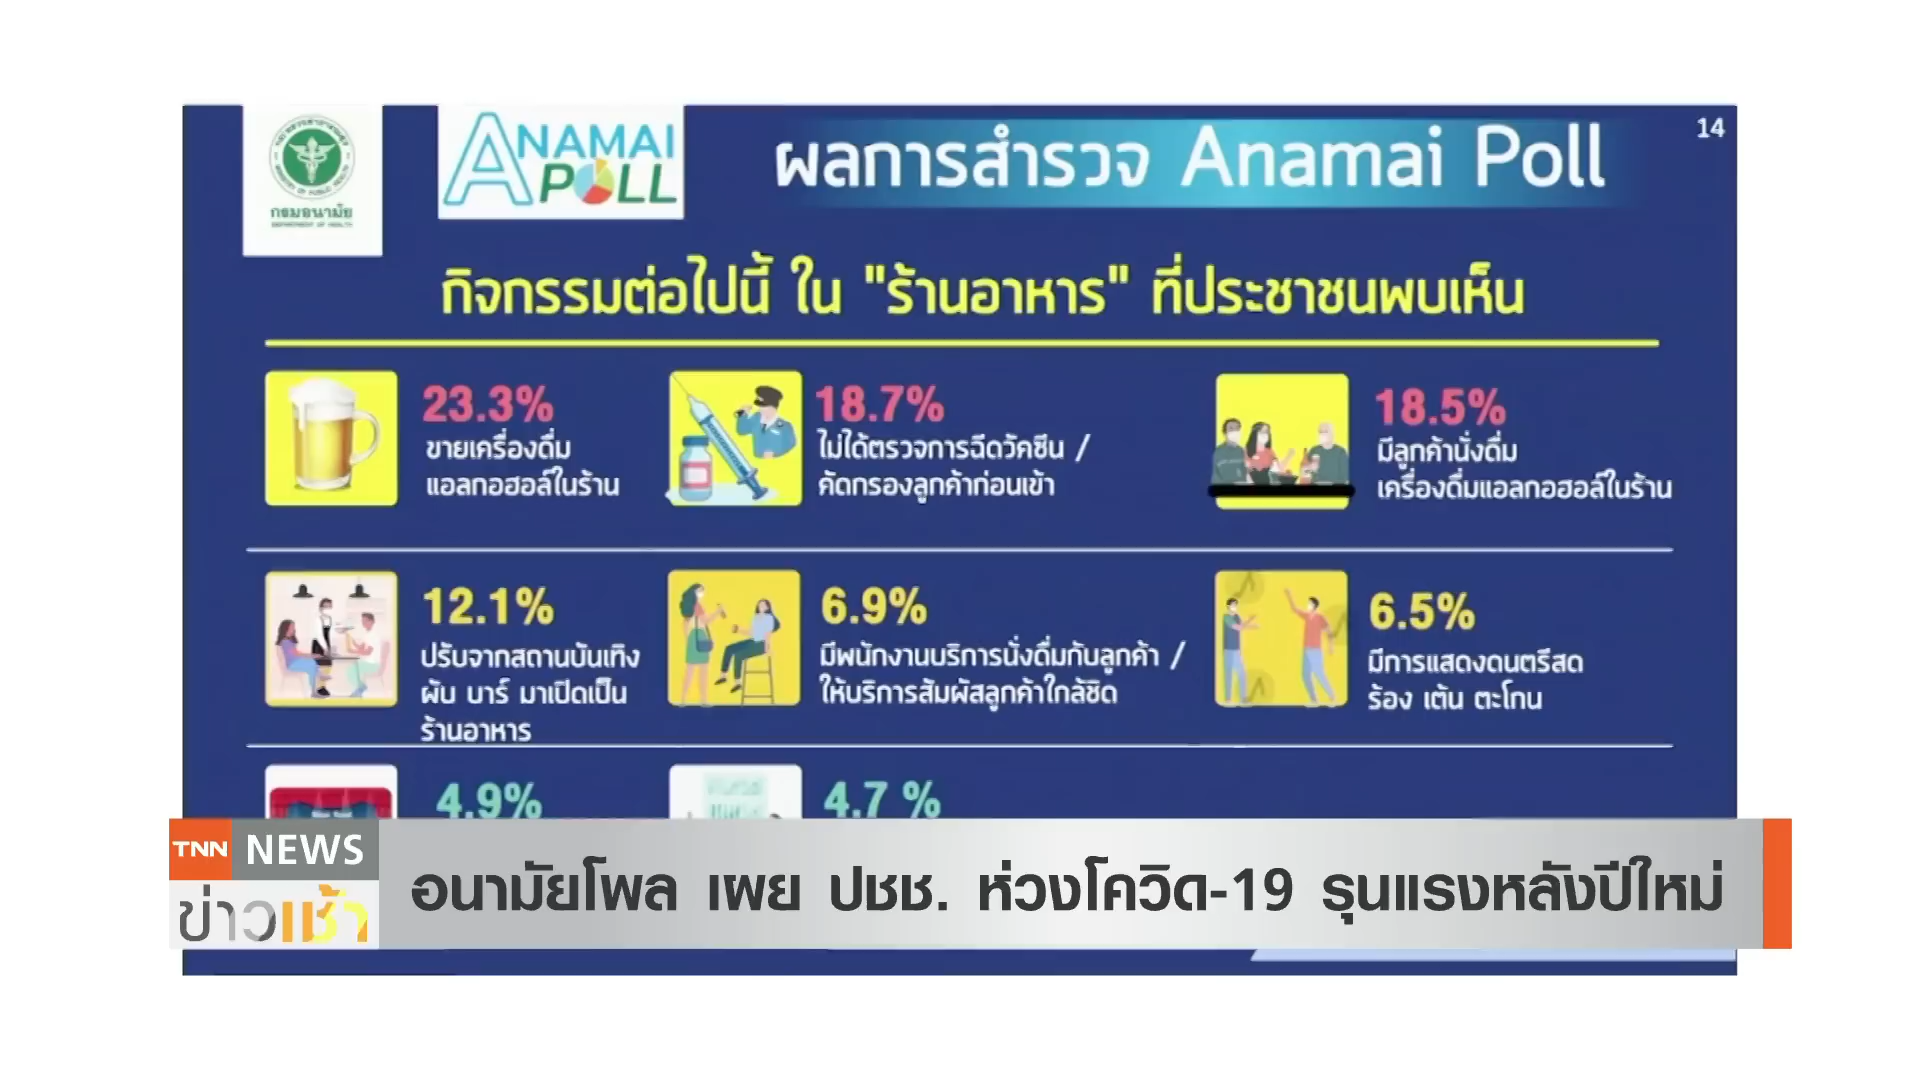 14
ANAMAI
POLL
ผลการสำรวจ Anamai Poll
กรมอนามัย
DEPARTMENT OF HEALTH
กิจกรรมต่อไปนี้ ใน "ร้านอาหาร" ที่ประชาชนพบเห็น
23.3%
ขายเครื่องดื่ม
แอลกอฮอล์ในร้าน
18.7%
ไม่ได้ตรวจการฉีดวัคซีน /
คัดกรองลูกค้าก่อนเข้า
18.5%
มีลูกค้านั่งดื่ม
เครื่องดื่มแอลกอฮอล์ในร้าน
12.1%
ปรับจากสถานบันเทิง
ผับ บาร์ มาเปิดเป็น
ร้านอาหาร
6.9%
มีพนักงานบริการนั่งดื่มกับลูกค้า /
ให้บริการสัมผัสลูกค้าใกล้ชิด
6.5%
มีการแสดงดนตรีสด
ร้อง เต้น ตะโกน
4.9%
4.7 %
TNN NEWS
ข่าวเช้า
อนามัยโพล เผย ปชช. ห่วงโควิด-19 รุนแรงหลังปีใหม่